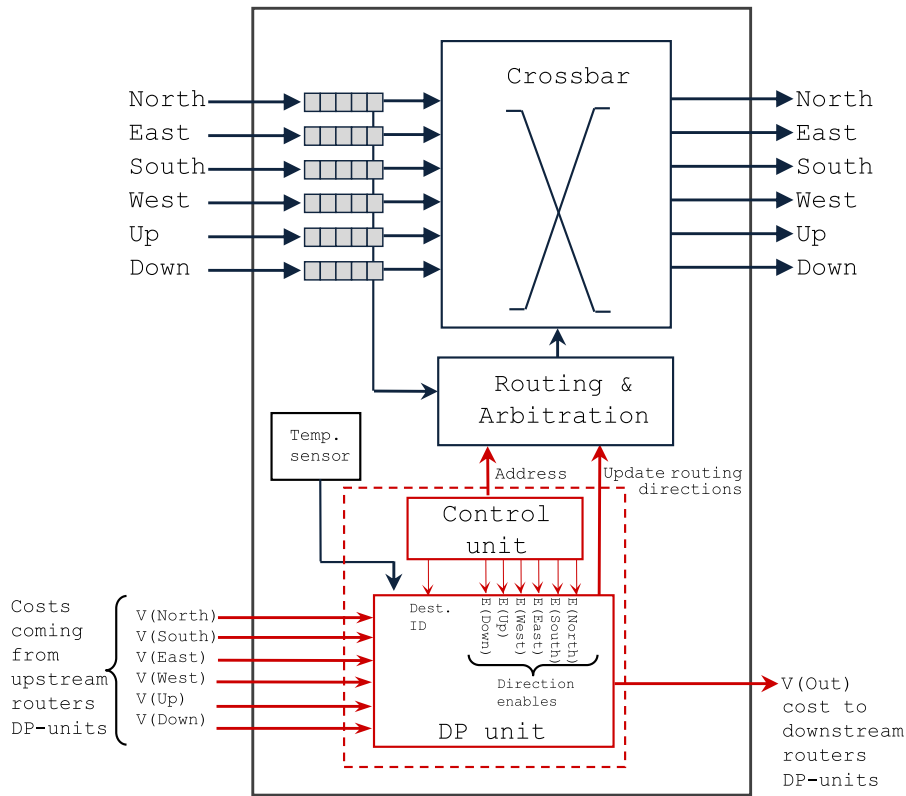 Crossbar
North
East
South
West
Up
Down
North
East
South
West
Up
Down
Routing &
Arbitration
Temp.
sensor
Address
Update routing
directions
Control
unit
Dest.
ID
E(Down)
E(Up)
E(West)
E(East)
E(South)
E(North)
Direction
enables
DP unit
Costs
coming
from
upstream
routers
DP-units
V(North)
V(South)
V(East)
V(West)
V(Up)
V(Down)
V(Out)
cost to
downstream
routers
DP-units